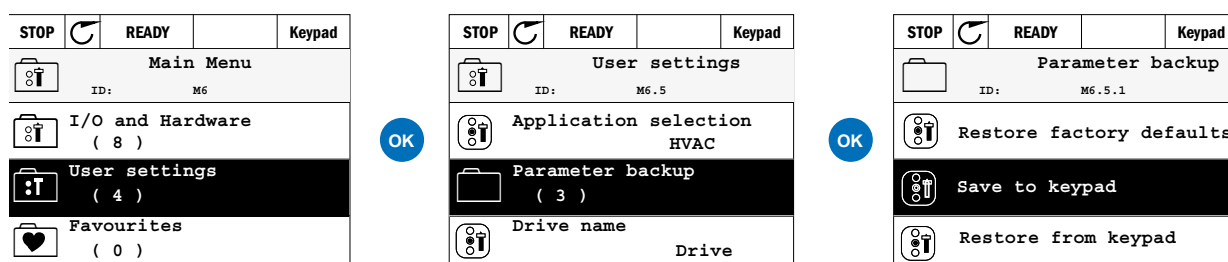 STOP READY Keypad
Main Menu
ID: M6
I/O and Hardware
( 8 )
User settings
( 4 )
Favourites
( 0 )
OK
STOP READY Keypad
User settings
ID: M6.5
Application selection
HVAC
Parameter backup
( 3 )
Drive name
Drive
OK
STOP READY Keypad
Parameter backup
ID: M6.5.1
Restore factory defaults
Save to keypad
Restore from keypad